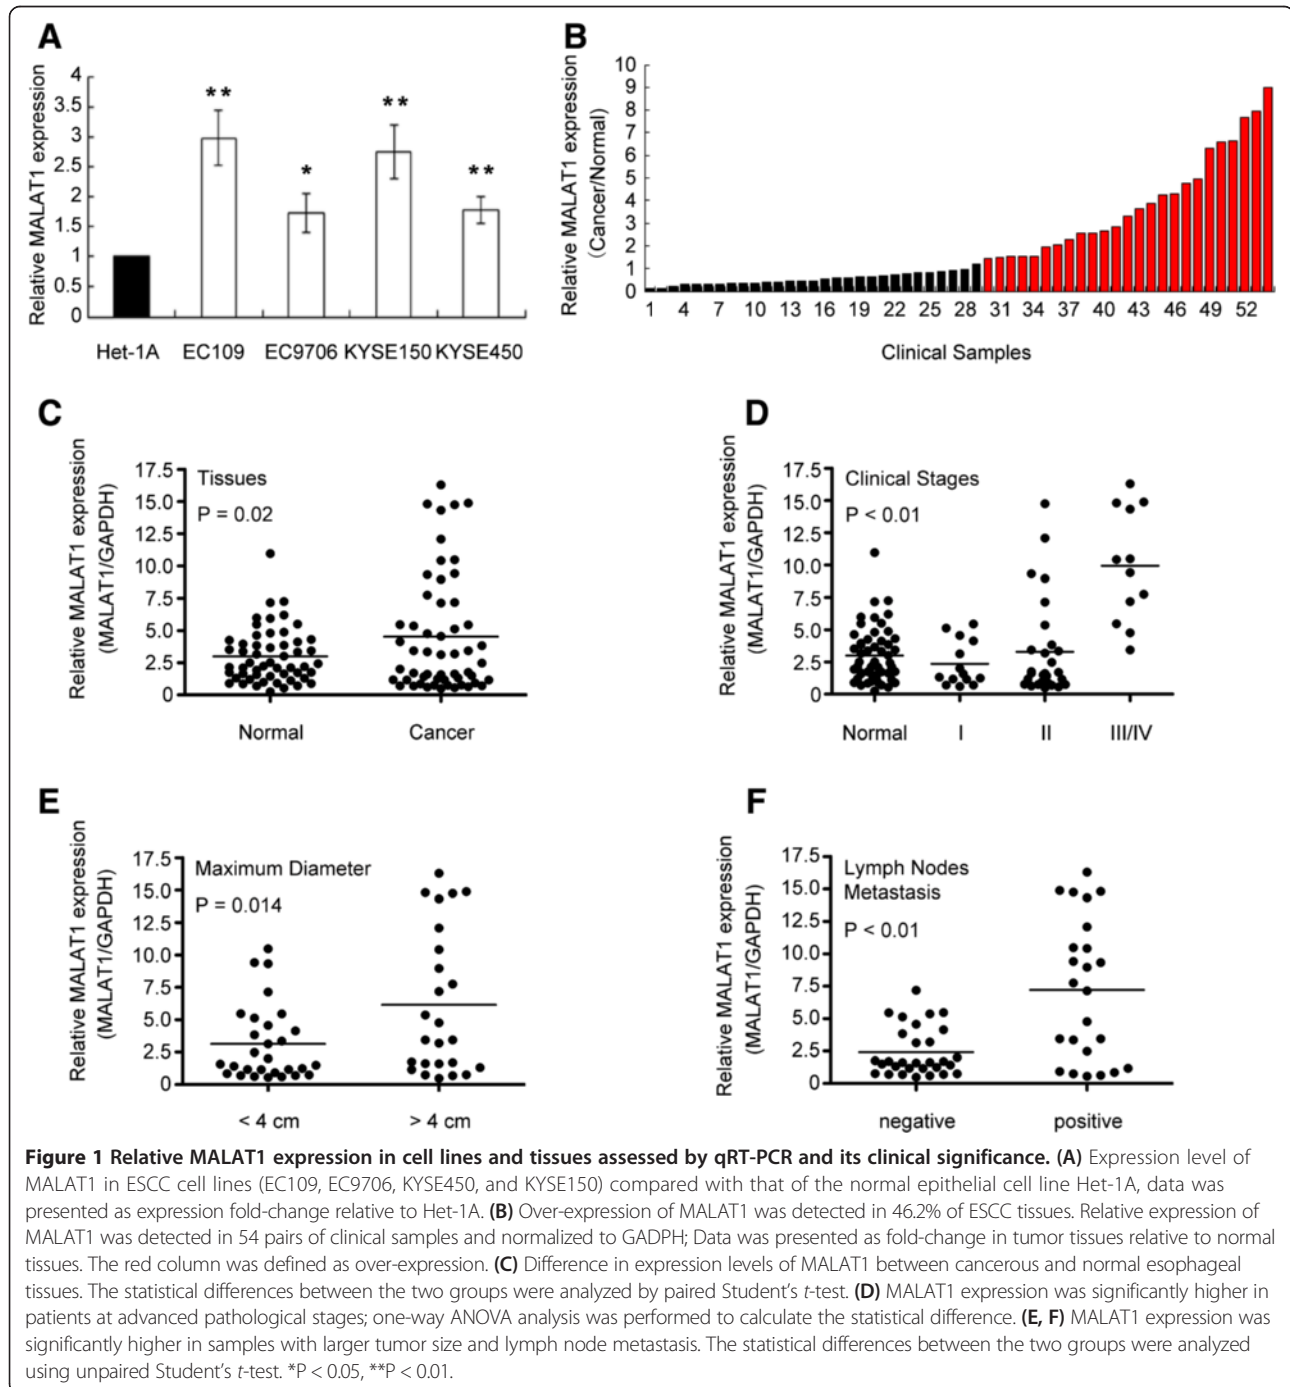 A
Relative MALAT1 expression
4
3.5
3
2.5
2
1.5
1
0.5
0
**
*
**
**
Het-1A EC109 EC9706 KYSE150 KYSE450
B
Relative MALAT1 expression
(Cancer/Normal)
10
9
8
7
6
5
4
3
2
1
0
1 4 7 10 13 16 19 22 25 28 31 34 37 40 43 46 49 52
Clinical Samples
C
Relative MALAT1 expression
(MALAT1/GAPDH)
17.5
15.0
12.5
10.0
7.5
5.0
2.5
0
Tissues
P = 0.02
Normal Cancer
D
Relative MALAT1 expression
(MALAT1/GAPDH)
17.5
15.0
12.5
10.0
7.5
5.0
2.5
0
Clinical Stages
P < 0.01
Normal I II III/IV
E
Relative MALAT1 expression
(MALAT1/GAPDH)
17.5
15.0
12.5
10.0
7.5
5.0
2.5
0
Maximum Diameter
P = 0.014
< 4 cm > 4 cm
F
Relative MALAT1 expression
(MALAT1/GAPDH)
17.5
15.0
12.5
10.0
7.5
5.0
2.5
0
Lymph Nodes
Metastasis
P < 0.01
negative positive
Figure 1 Relative MALAT1 expression in cell lines and tissues assessed by qRT-PCR and its clinical significance. (A) Expression level of
MALAT1 in ESCC cell lines (EC109, EC9706, KYSE450, and KYSE150) compared with that of the normal epithelial cell line Het-1A, data was
presented as expression fold-change relative to Het-1A. (B) Over-expression of MALAT1 was detected in 46.2% of ESCC tissues. Relative expression of
MALAT1 was detected in 54 pairs of clinical samples and normalized to GADPH; Data was presented as fold-change in tumor tissues relative to normal
tissues. The red column was defined as over-expression. (C) Difference in expression levels of MALAT1 between cancerous and normal esophageal
tissues. The statistical differences between the two groups were analyzed by paired Student's t-test. (D) MALAT1 expression was significantly higher in
patients at advanced pathological stages; one-way ANOVA analysis was performed to calculate the statistical difference. (E, F) MALAT1 expression was
significantly higher in samples with larger tumor size and lymph node metastasis. The statistical differences between the two groups were analyzed
using unpaired Student's t-test. *P < 0.05, **P < 0.01.